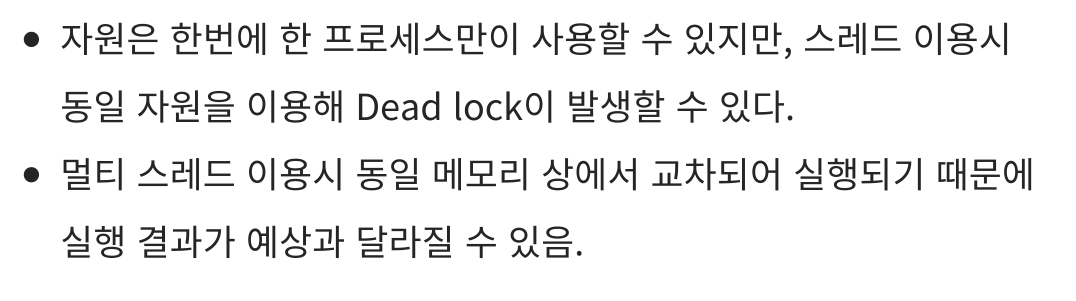 • 자원은 한번에 한 프로세스만이 사용할 수 있지만, 스레드 이용시
동일 자원을 이용해 Dead lock이 발생할 수 있다.
• 멀티 스레드 이용시 동일 메모리 상에서 교차되어 실행되기 때문에
실행 결과가 예상과 달라질 수 있음.